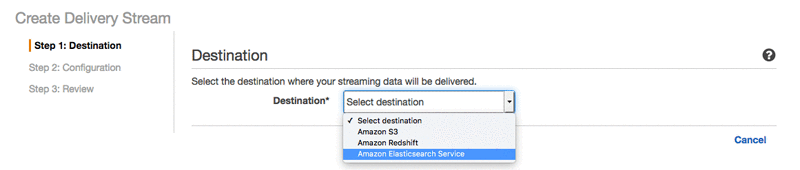 Create Delivery Stream
Step 1: Destination
Step 2: Configuration
Step 3: Review
Destination
?
Select the destination where your streaming data will be delivered.
Destination*
Select destination
✓ Select destination
Amazon S3
Amazon Redshift
Amazon Elasticsearch Service
Cancel